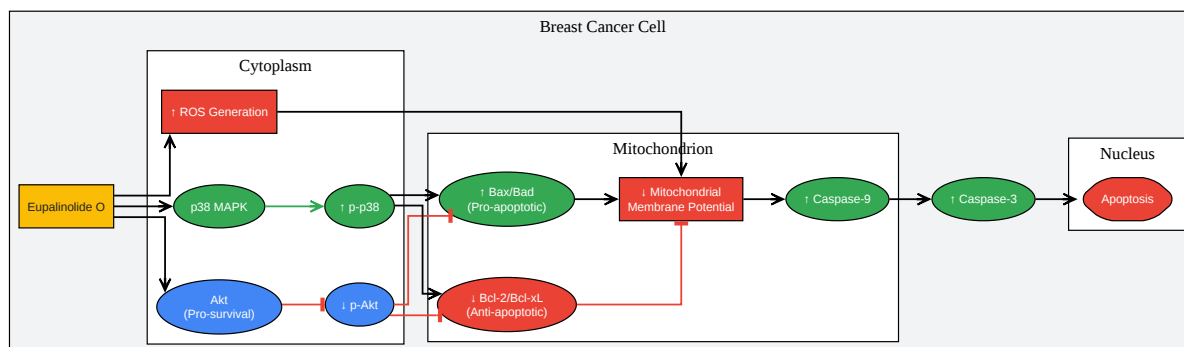 Breast Cancer Cell
Cytoplasm
↑ ROS Generation
Mitochondrion
Nucleus
Eupalinolide O
p38 MAPK
↑ p-p38
↑ Bax/Bad
(Pro-apoptotic)
↓ Mitochondrial
Membrane Potential
↑ Caspase-9
↑ Caspase-3
Apoptosis
Akt
(Pro-survival)
↓ p-Akt
↓ Bcl-2/Bcl-xL
(Anti-apoptotic)